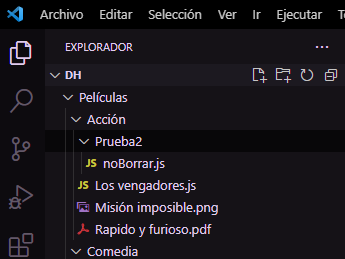 Archivo Editar Selección Ver Ir Ejecutar
EXPLORADOR
DH
Películas
Acción
Prueba2
JS noBorrar.js
JS Los vengadores.js
Misión imposible.png
Rapido y furioso.pdf
Comedia